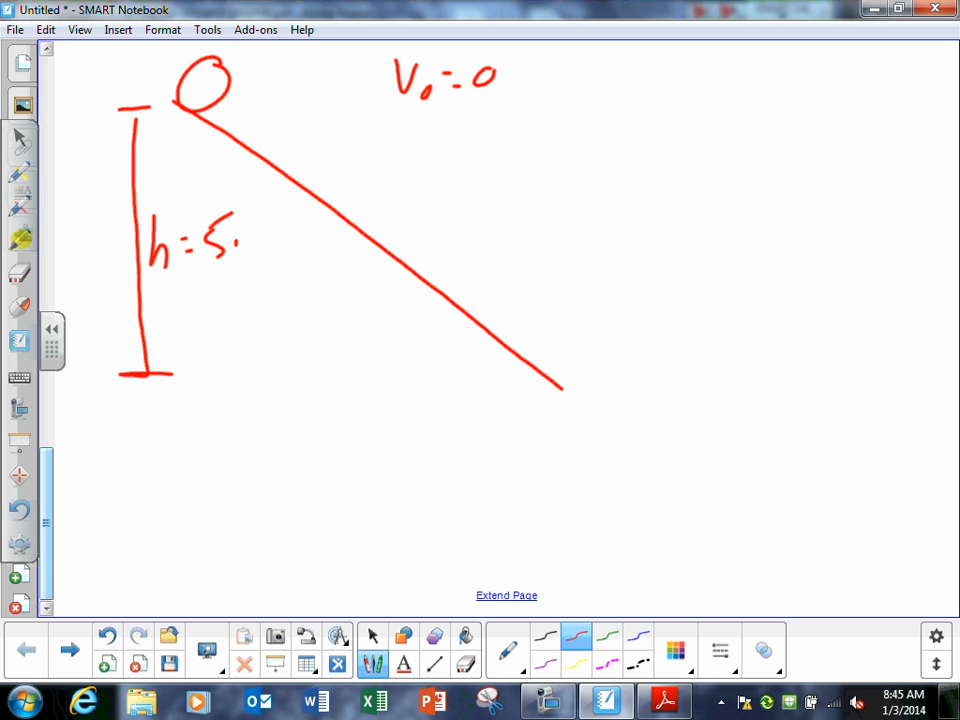 Untitled * - SMART Notebook
File Edit View Insert Format Tools Add-ons Help
V₀ = 0
h = 5.
Extend Page
8:45 AM
1/3/2014